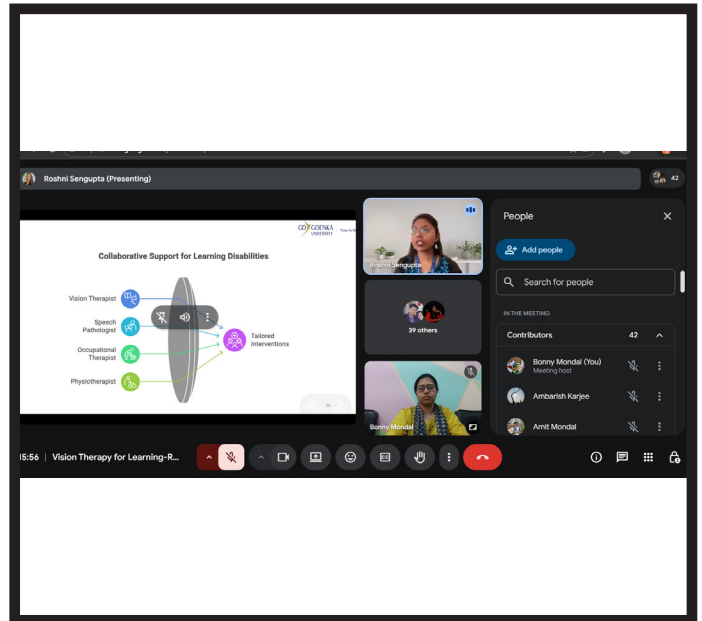 Roshni Sengupta (Presenting)
42
GD GOENKA
UNIVERSITY
Collaborative Support for Learning Disabilities
Vision Therapist
Speech
Pathologist
Occupational
Therapist
Physiotherapist
Tailored
Interventions
Roshni Sengupta
39 others
Bonny Mondal
People
Add people
Search for people
IN THE MEETING
Contributors 42
Bonny Mondal (You)
Meeting host
Ambarish Karjee
Amit Mondal
15:56 | Vision Therapy for Learning-R...